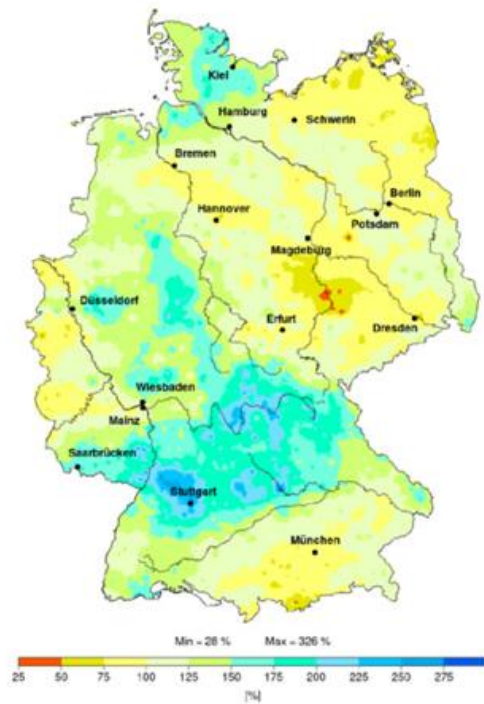 Kiel
Hamburg
Schwerin
Bremen
Berlin
Hannover
Potsdam
Magdeburg
Düsseldorf
Erfurt
Dresden
Wiesbaden
Mainz
Saarbrücken
Stuttgart
München
Min = 28 % Max = 326 %
25 50 75 100 125 150 175 200 225 250 275
[%]